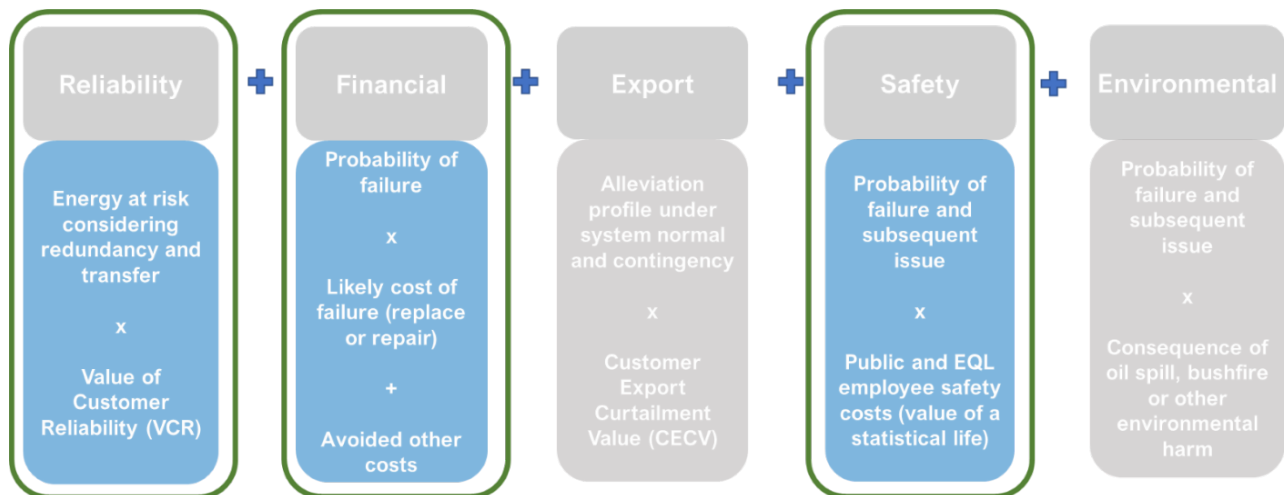 Reliability
Energy at risk
considering
redundancy and
transfer
x
Value of
Customer
Reliability (VCR)
Financial
Probability of
failure
x
Likely cost of
failure (replace
or repair)
+
Avoided other
costs
Export
Alleviation
profile under
system normal
and contingency
x
Customer
Export
Curtailment
Value (CECV)
Safety
Probability of
failure and
subsequent
issue
x
Public and EQL
employee safety
costs (value of a
statistical life)
Environmental
Probability of
failure and
subsequent
issue
x
Consequence of
oil spill, bushfire
or other
environmental
harm